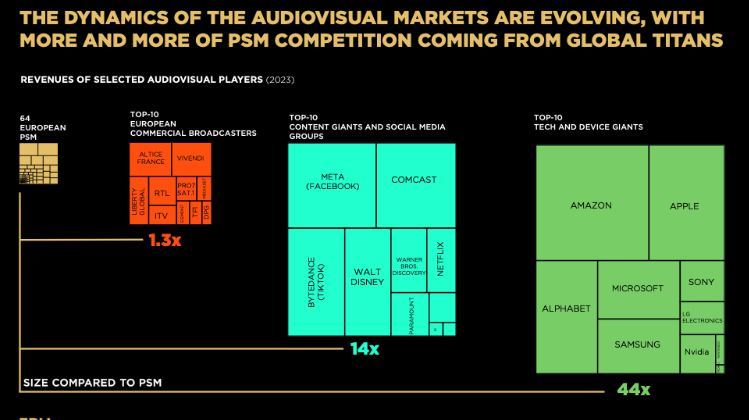 THE DYNAMICS OF THE AUDIOVISUAL MARKETS ARE EVOLVING, WITH
MORE AND MORE OF PSM COMPETITION COMING FROM GLOBAL TITANS
REVENUES OF SELECTED AUDIOVISUAL PLAYERS (2023)
64
EUROPEAN
PSM
TOP-10
EUROPEAN
COMMERCIAL BROADCASTERS
ALTICE
FRANCE
VIVENDI
LIBERTY
GLOBAL
RTL
PRO7
SAT.1
ITV
TF1
DPG
1.3x
TOP-10
CONTENT GIANTS AND SOCIAL MEDIA
GROUPS
META
(FACEBOOK)
COMCAST
BYTEDANCE
(TIKTOK)
WALT
DISNEY
WARNER
BROS.
DISCOVERY
NETFLIX
PARAMOUNT
14x
TOP-10
TECH AND DEVICE GIANTS
AMAZON
APPLE
ALPHABET
MICROSOFT
SAMSUNG
SONY
LG
ELECTRONICS
Nvidia
44x
SIZE COMPARED TO PSM